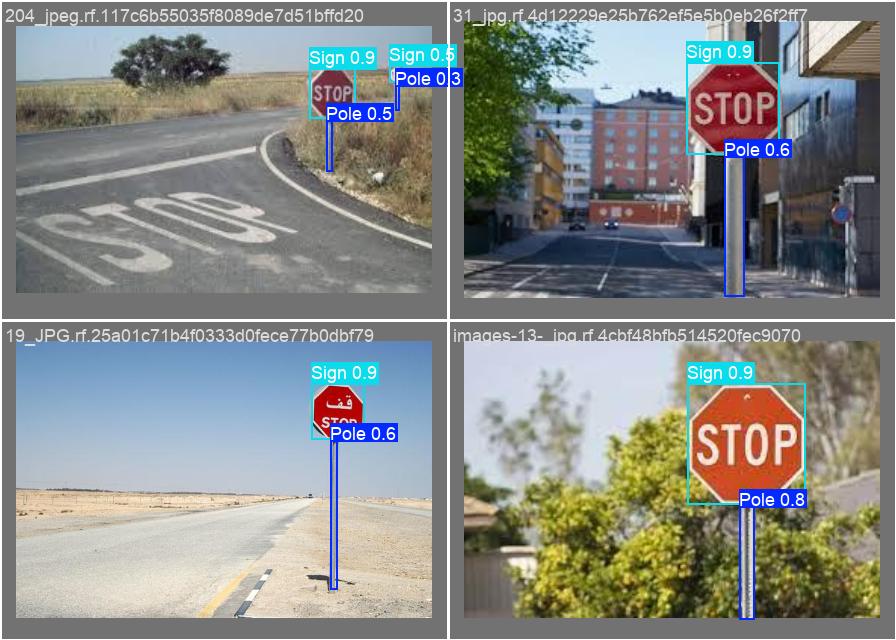 204_jpeg.rf.117c6b55035f8089de7d51bffd20
Sign 0.9
Sign 0.5
Pole 0.3
STOP
Pole 0.5
STOP
31_jpg.rf.4d12229e25b762ef5e5b0eb26f2ff7
Sign 0.9
STOP
Pole 0.6
19_JPG.rf.25a01c71b4f0333d0fece77b0dbf79
Sign 0.9
قف
STOP
Pole 0.6
images-13-_jpg.rf.4cbf48bfb514520fec9070
Sign 0.9
STOP
Pole 0.8